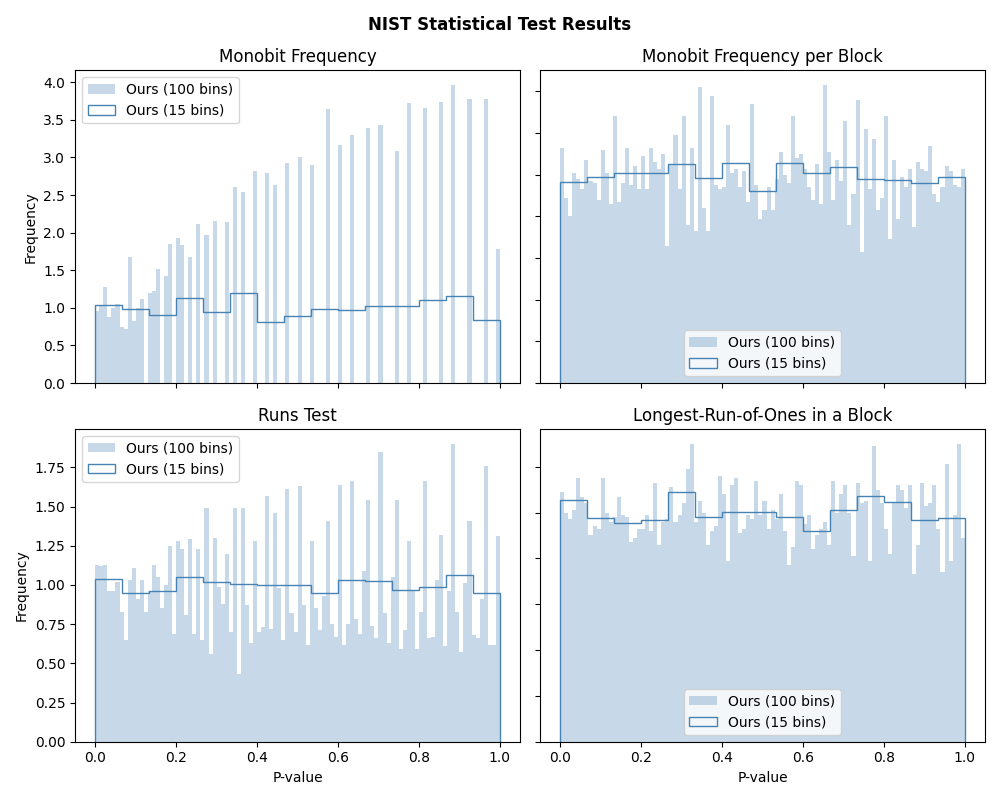 NIST Statistical Test Results
Monobit Frequency
Frequency
4.0
3.5
3.0
2.5
2.0
1.5
1.0
0.5
0.0
Ours (100 bins)
Ours (15 bins)
Monobit Frequency per Block
Ours (100 bins)
Ours (15 bins)
Runs Test
Frequency
1.75
1.50
1.25
1.00
0.75
0.50
0.25
0.00
Ours (100 bins)
Ours (15 bins)
0.0 0.2 0.4 0.6 0.8 1.0
P-value
Longest-Run-of-Ones in a Block
Ours (100 bins)
Ours (15 bins)
0.0 0.2 0.4 0.6 0.8 1.0
P-value